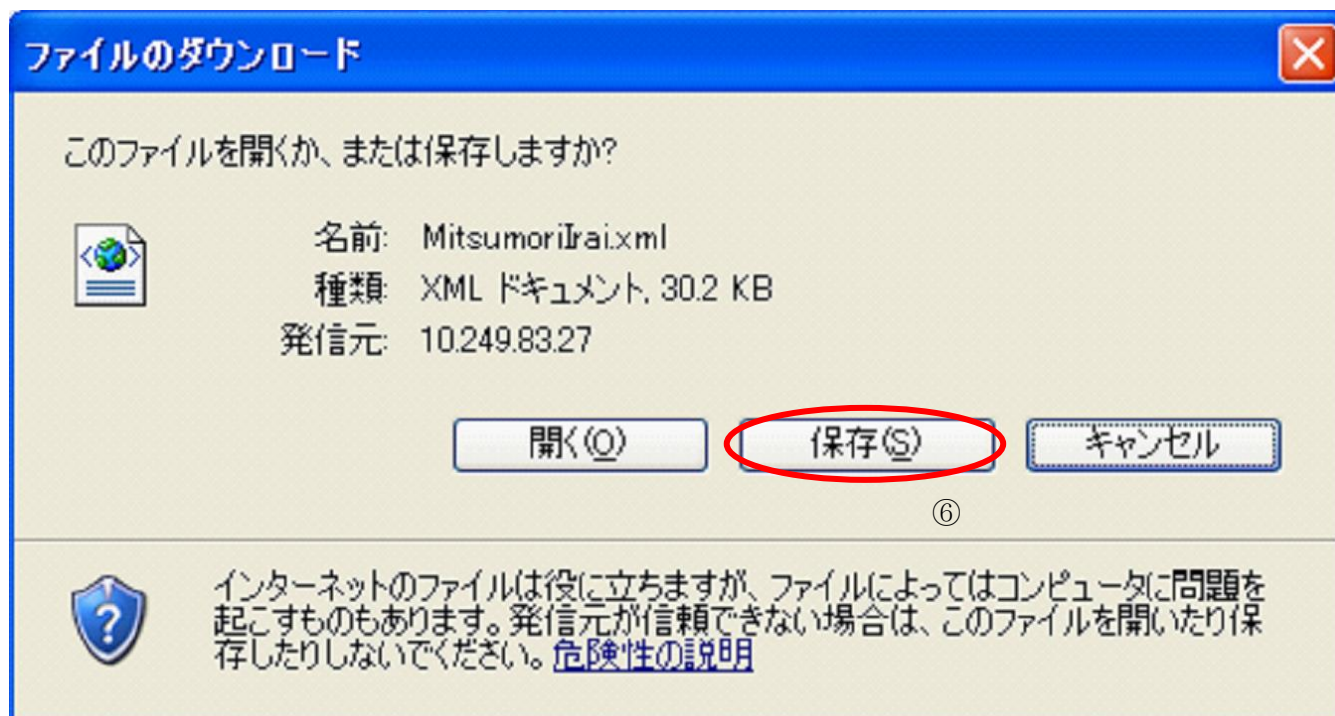 ファイルのダウンロード
このファイルを開くか、または保存しますか?
名前: MitsumoriIrai.xml
種類: XML ドキュメント, 30.2 KB
発信元: 10.249.83.27
開く(O) 保存(S) キャンセル
⑥
インターネットのファイルは役に立ちますが、ファイルによってはコンピュータに問題を
起こすものもあります。発信元が信頼できない場合は、このファイルを開いたり保
存したりしないでください。危険性の説明